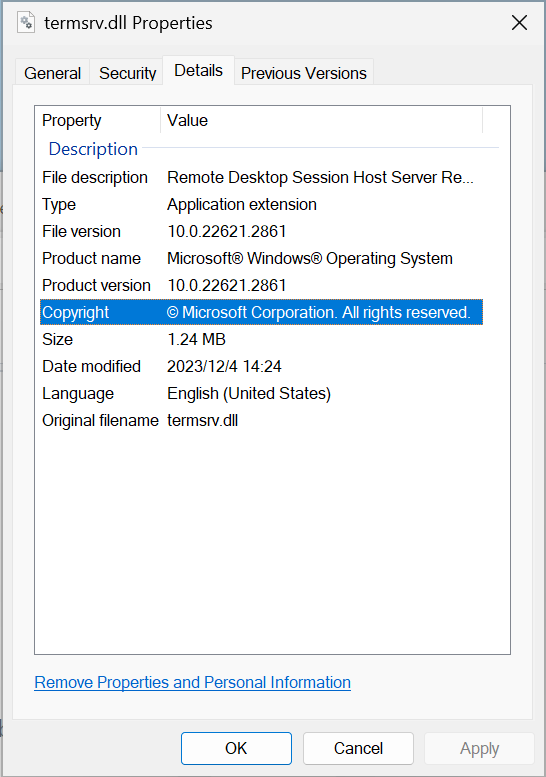 termsrv.dll Properties
General Security Details Previous Versions
Property Value
Description
File description Remote Desktop Session Host Server Re...
Type Application extension
File version 10.0.22621.2861
Product name Microsoft® Windows® Operating System
Product version 10.0.22621.2861
Copyright © Microsoft Corporation. All rights reserved.
Size 1.24 MB
Date modified 2023/12/4 14:24
Language English (United States)
Original filename termsrv.dll
Remove Properties and Personal Information
OK Cancel Apply